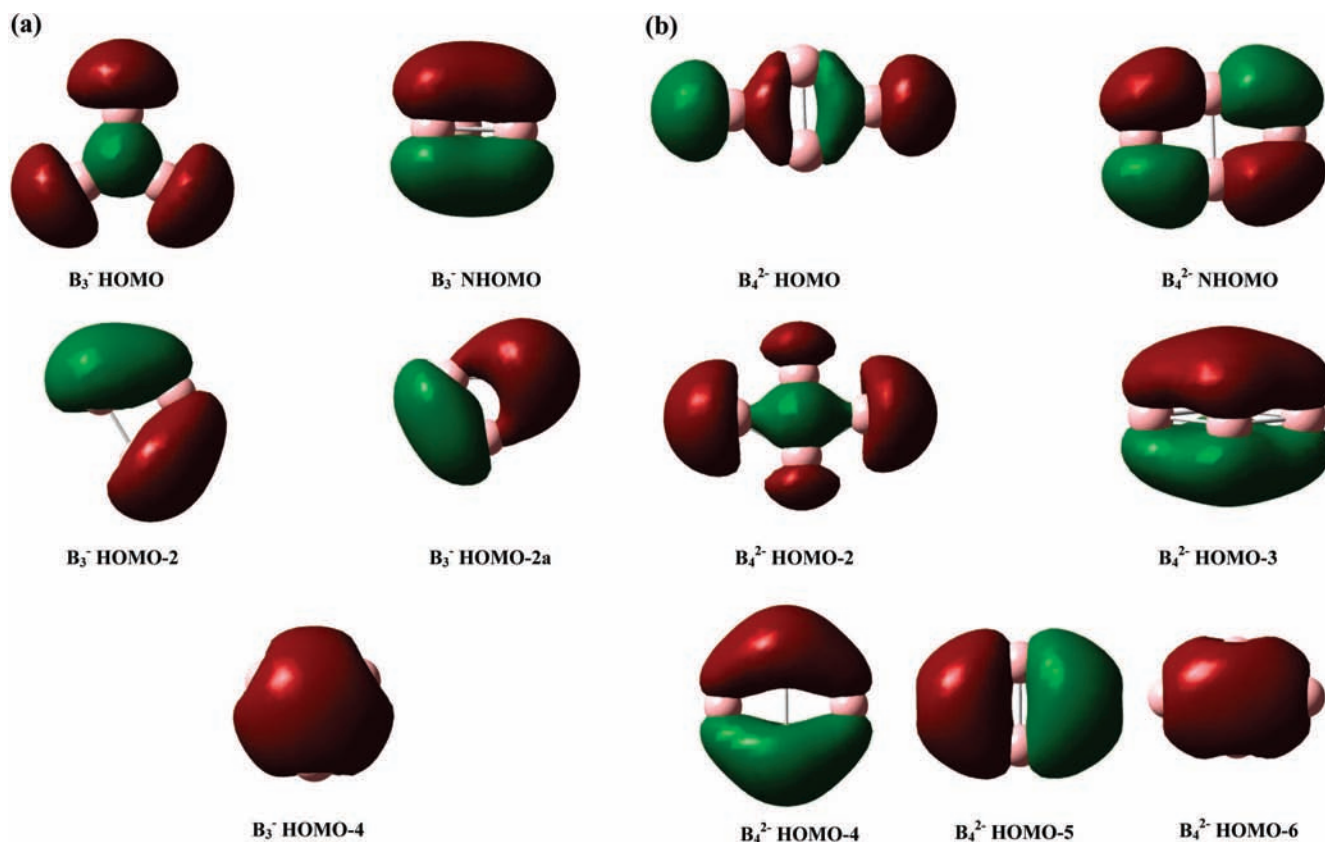 (a)
(b)
B₃⁻ HOMO
B₃⁻ NHOMO
B₄²⁻ HOMO
B₄²⁻ NHOMO
B₃⁻ HOMO-2
B₃⁻ HOMO-2a
B₄²⁻ HOMO-2
B₄²⁻ HOMO-3
B₃⁻ HOMO-4
B₄²⁻ HOMO-4
B₄²⁻ HOMO-5
B₄²⁻ HOMO-6